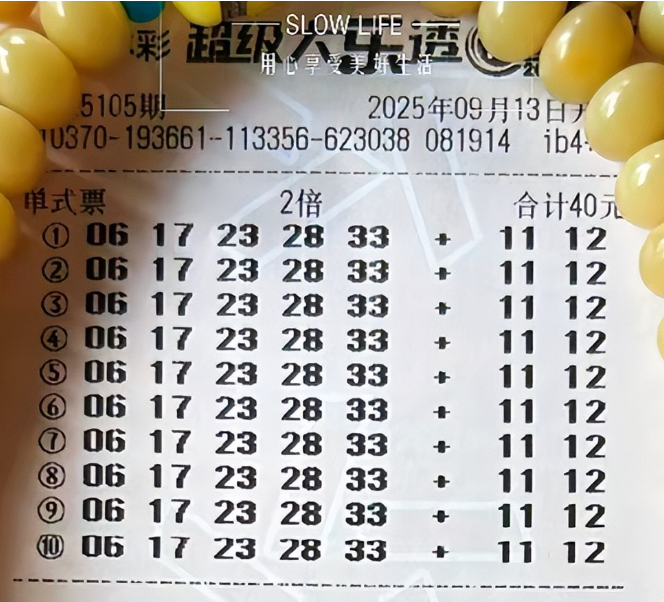 SLOW LIFE
彩 超级大乐透
用心享受美好生活
5105期 2025年09月13日开
10370-193661--113356-623038 081914 ib4
单式票 2倍 合计40元
① 06 17 23 28 33 + 11 12
② 06 17 23 28 33 + 11 12
③ 06 17 23 28 33 + 11 12
④ 06 17 23 28 33 + 11 12
⑤ 06 17 23 28 33 + 11 12
⑥ 06 17 23 28 33 + 11 12
⑦ 06 17 23 28 33 + 11 12
⑧ 06 17 23 28 33 + 11 12
⑨ 06 17 23 28 33 + 11 12
⑩ 06 17 23 28 33 + 11 12